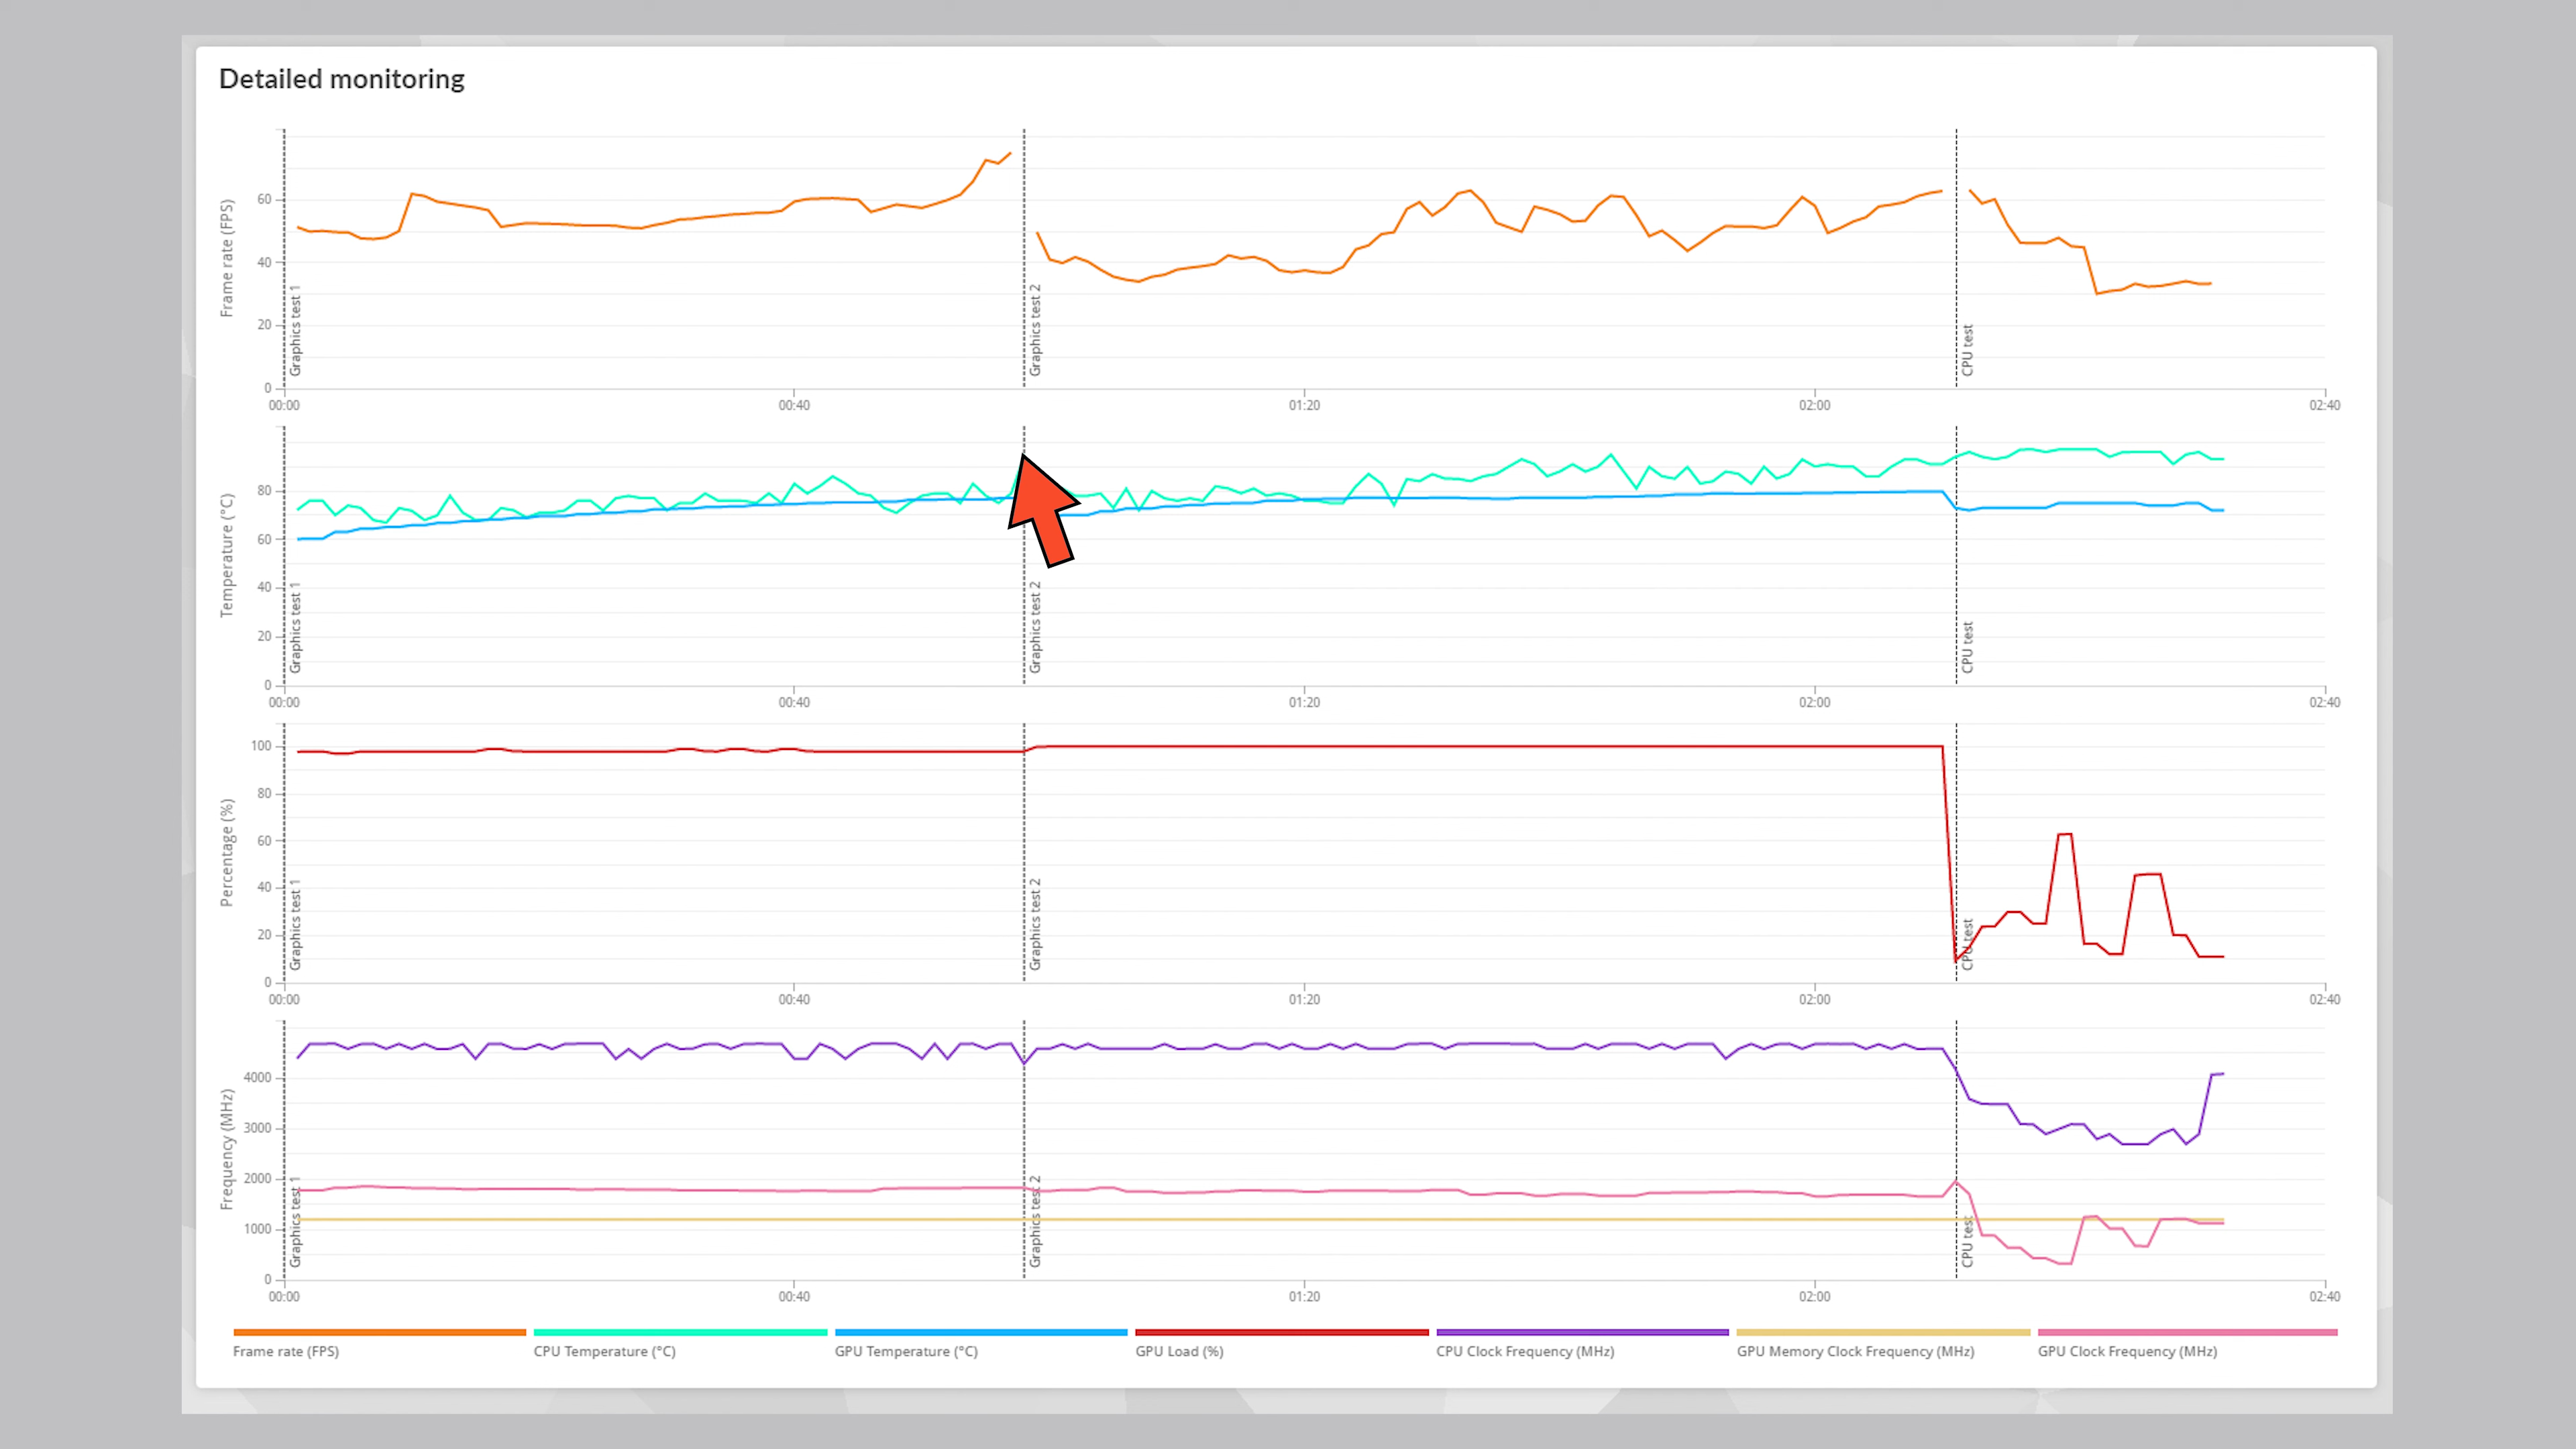 Detailed monitoring
Frame rate (FPS)
60
40
20
0
Graphics test 1
Graphics test 2
CPU test
00:00
00:40
01:20
02:00
02:40
Temperature (°C)
80
60
40
20
0
Graphics test 1
Graphics test 2
CPU test
00:00
00:40
01:20
02:00
02:40
Percentage (%)
100
80
60
40
20
0
Graphics test 1
Graphics test 2
CPU test
00:00
00:40
01:20
02:00
02:40
Frequency (MHz)
4000
3000
2000
1000
0
Graphics test 1
Graphics test 2
CPU test
00:00
00:40
01:20
02:00
02:40
Frame rate (FPS)
CPU Temperature (°C)
GPU Temperature (°C)
GPU Load (%)
CPU Clock Frequency (MHz)
GPU Memory Clock Frequency (MHz)
GPU Clock Frequency (MHz)